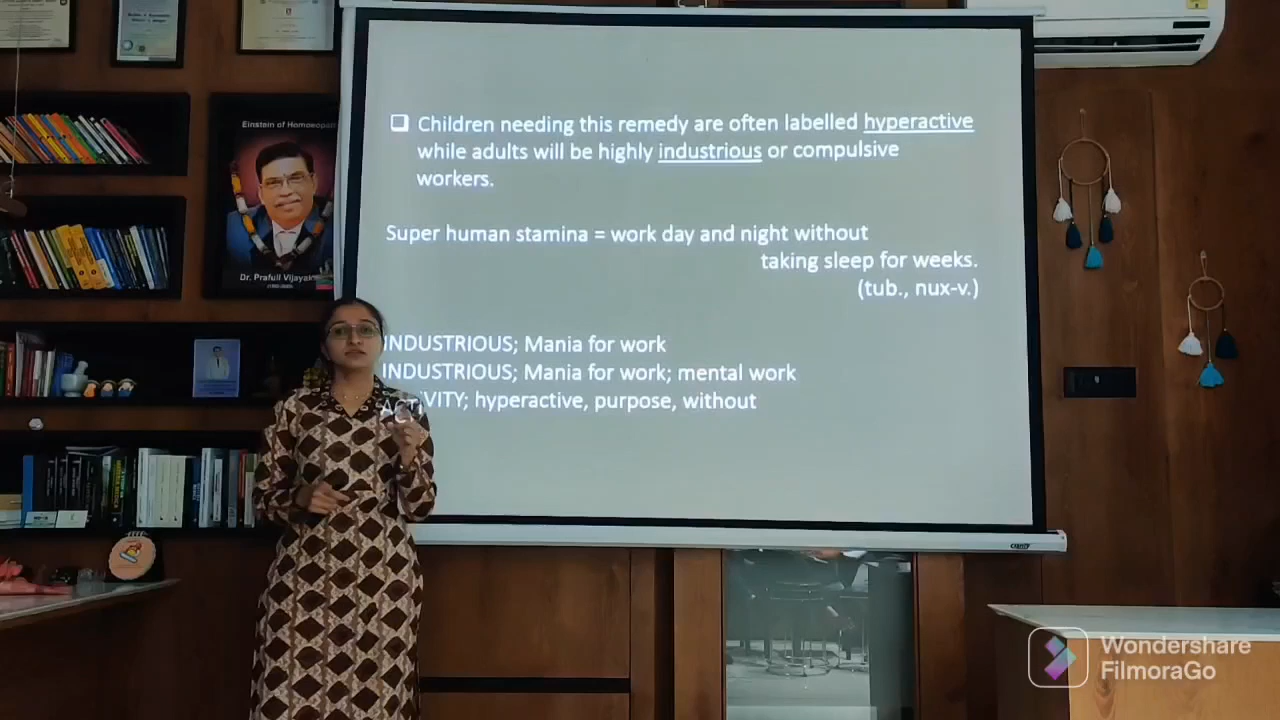 Children needing this remedy are often labelled hyperactive
while adults will be highly industrious or compulsive
workers.
Super human stamina = work day and night without
taking sleep for weeks.
(tub., nux-v.)
INDUSTRIOUS; Mania for work
INDUSTRIOUS; Mania for work; mental work
ACTIVITY; hyperactive, purpose, without
Einstein of Homoeopat
Dr. Prafull Vijayak
Wondershare
FilmoraGo